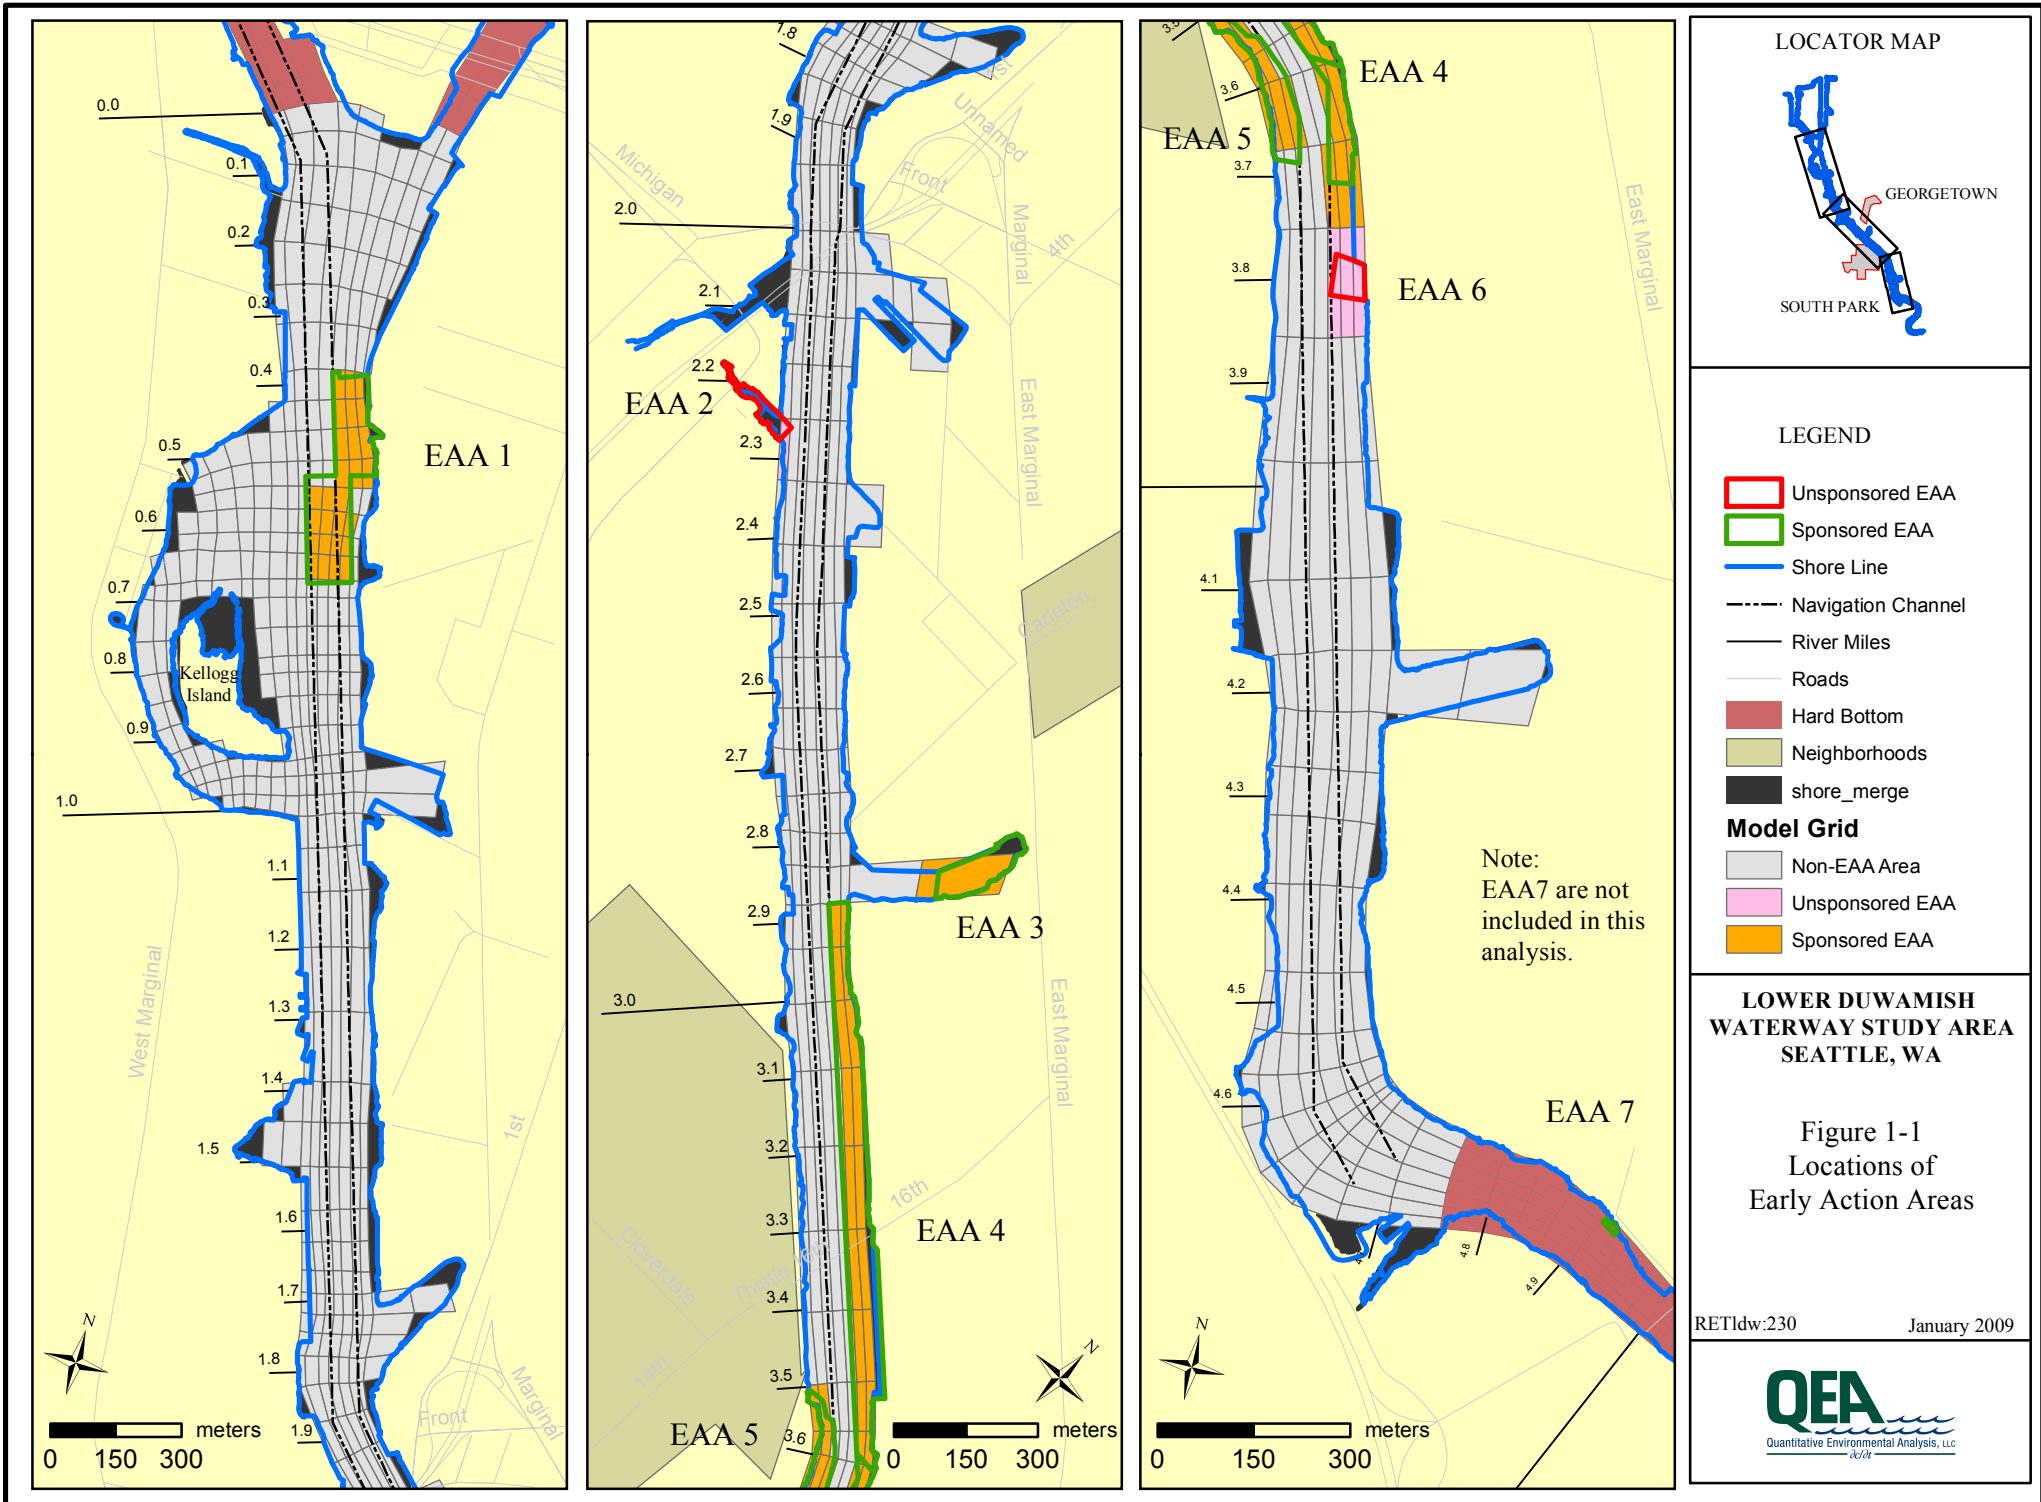 0.0
0.1
0.2
0.3
0.4
0.5
0.6
0.7
0.8
0.9
1.0
1.1
1.2
1.3
1.4
1.5
1.6
1.7
1.8
1.9
EAA 1
Kellogg
Island
West Marginal
1st
Front
Marginal
N
meters
0 150 300
1.8
1.9
2.0
2.1
2.2
2.3
2.4
2.5
2.6
2.7
2.8
2.9
3.0
3.1
3.2
3.3
3.4
3.5
3.6
1st
Unnamed
Michigan
Front
Marginal
4th
East Marginal
Carleton
EAA 2
EAA 3
East Marginal
16th
EAA 4
Cloverdale
Thistle 16th
14th
EAA 5
N
meters
0 150 300
3.5
3.6
3.7
3.8
3.9
4.1
4.2
4.3
4.4
4.5
4.6
4.8
4.9
EAA 4
EAA 5
EAA 6
East Marginal
Note:
EAA7 are not
included in this
analysis.
EAA 7
N
meters
0 150 300
LOCATOR MAP
GEORGETOWN
SOUTH PARK
LEGEND
Unsponsored EAA
Sponsored EAA
Shore Line
Navigation Channel
River Miles
Roads
Hard Bottom
Neighborhoods
shore_merge
Model Grid
Non-EAA Area
Unsponsored EAA
Sponsored EAA
LOWER DUWAMISH
WATERWAY STUDY AREA
SEATTLE, WA
Figure 1-1
Locations of
Early Action Areas
RETldw:230 January 2009
QEA
Quantitative Environmental Analysis, LLC
∂c/∂t